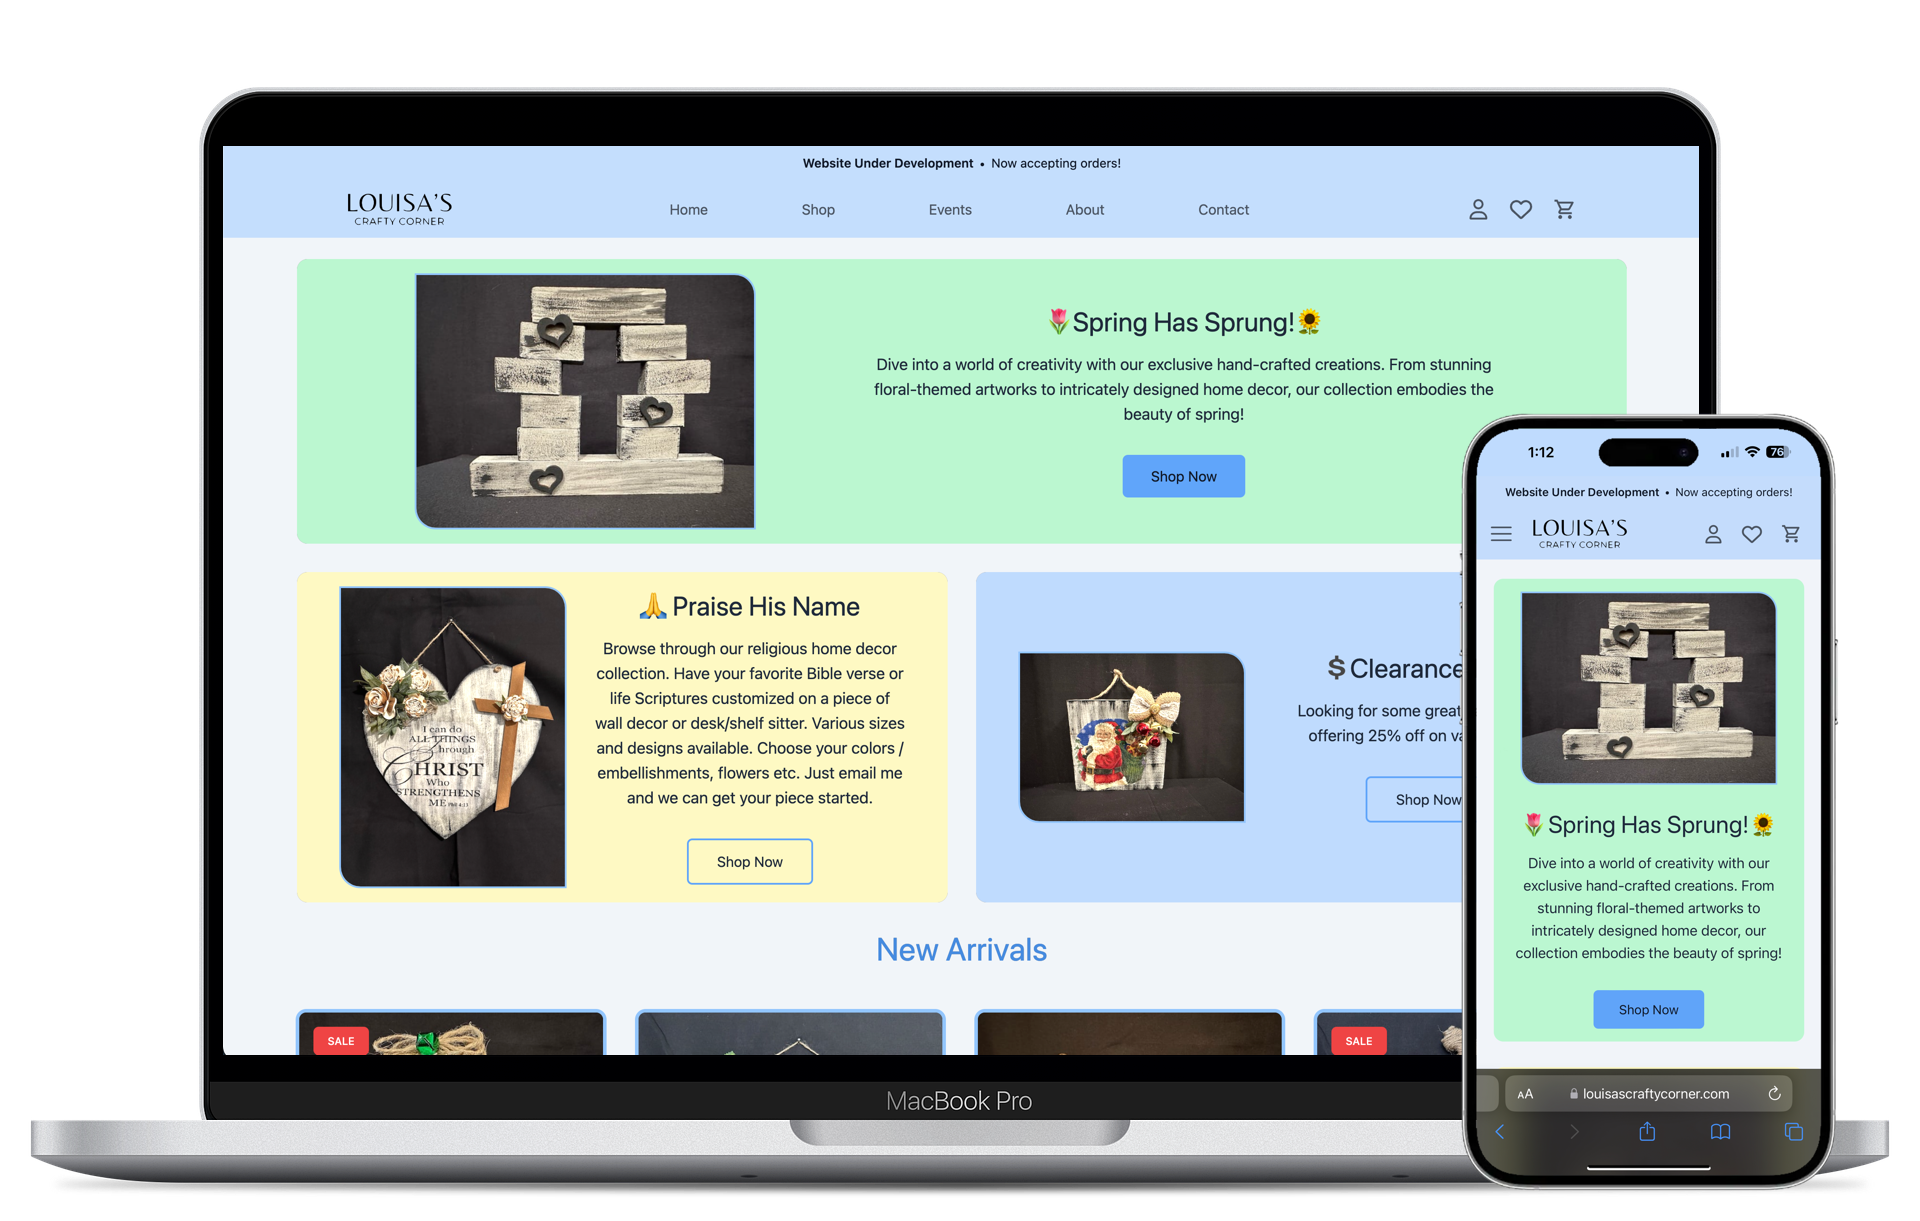 Website Under Development • Now accepting orders!
LOUISA'S
CRAFTY CORNER
Home Shop Events About Contact
🌷Spring Has Sprung!🌻
Dive into a world of creativity with our exclusive hand-crafted creations. From stunning
floral-themed artworks to intricately designed home decor, our collection embodies the
beauty of spring!
Shop Now
🙏Praise His Name
Browse through our religious home decor
collection. Have your favorite Bible verse or
life Scriptures customized on a piece of
wall decor or desk/shelf sitter. Various sizes
and designs available. Choose your colors /
embellishments, flowers etc. Just email me
and we can get your piece started.
Shop Now
I can do
ALL THINGS
through
CHRIST
Who
STRENGTHENS
ME Phil 4:13
$Clearance
Looking for some great
offering 25% off on
Shop Now
New Arrivals
SALE
SALE
MacBook Pro
1:12
76
Website Under Development • Now accepting orders!
LOUISA'S
CRAFTY CORNER
🌷Spring Has Sprung!🌻
Dive into a world of creativity with our
exclusive hand-crafted creations. From
stunning floral-themed artworks to
intricately designed home decor, our
collection embodies the beauty of spring!
Shop Now
AA louisascraftycorner.com